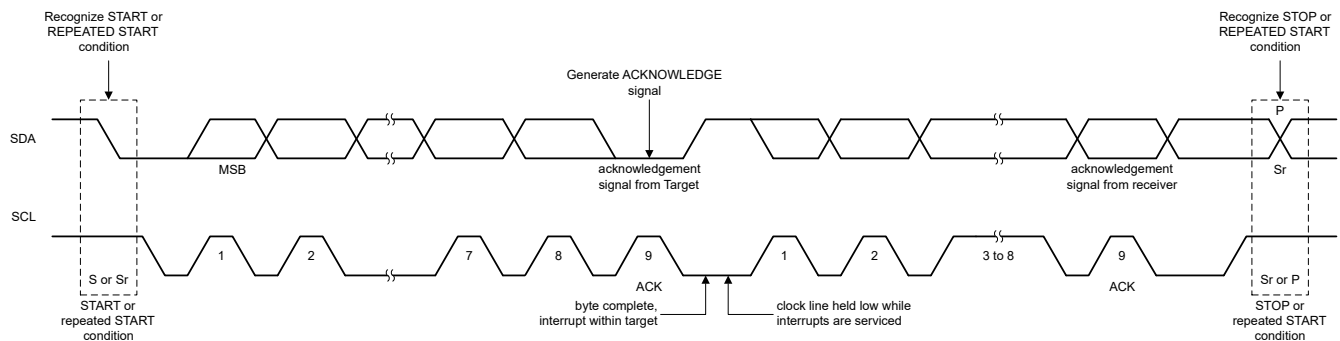 Recognize START or
REPEATED START
condition
Recognize STOP or
REPEATED START
condition
Generate ACKNOWLEDGE
signal
P
SDA
MSB
acknowledgement
signal from Target
acknowledgement
signal from receiver
Sr
SCL
1
2
7
8
9
1
2
3 to 8
9
S or Sr
ACK
ACK
Sr or P
START or
repeated START
condition
byte complete,
interrupt within target
clock line held low while
interrupts are serviced
STOP or
repeated START
condition